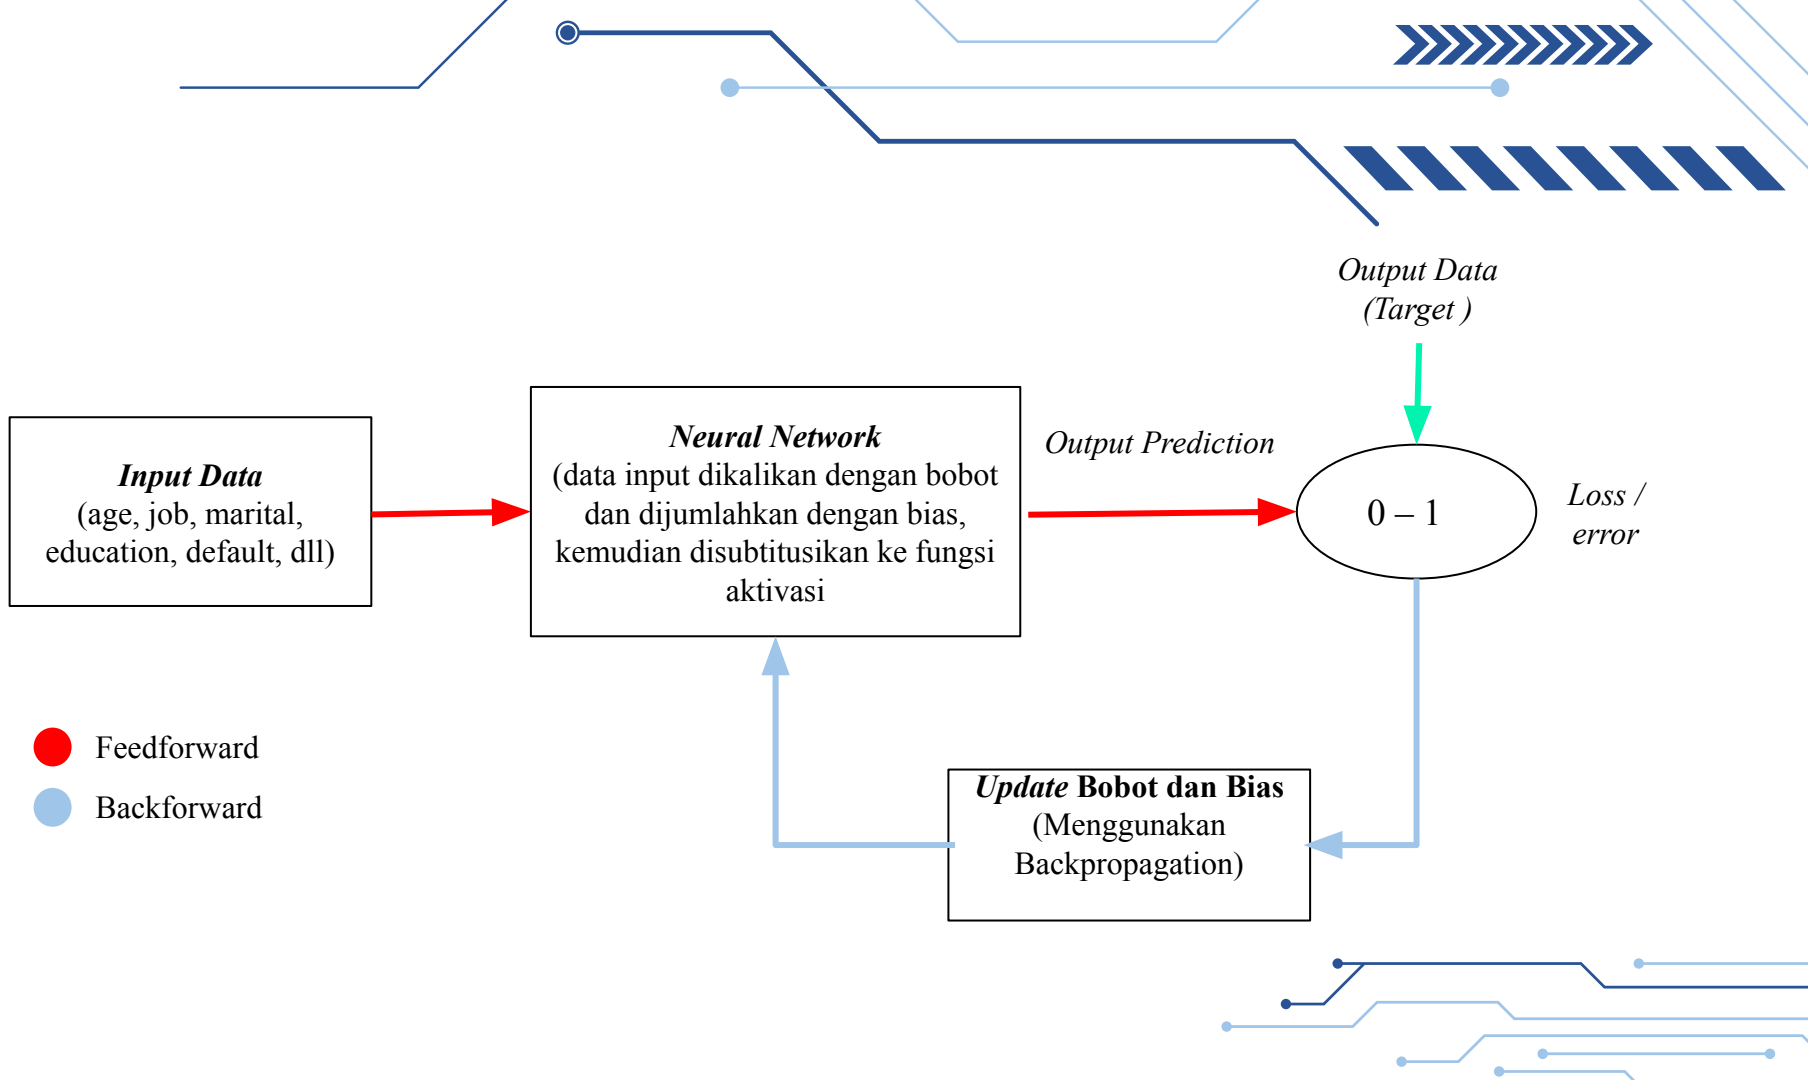 Output Data
(Target )
Input Data
(age, job, marital,
education, default, dll)
Neural Network
(data input dikalikan dengan bobot
dan dijumlahkan dengan bias,
kemudian disubtitusikan ke fungsi
aktivasi
Output Prediction
0 – 1
Loss /
error
Feedforward
Backforward
Update Bobot dan Bias
(Menggunakan
Backpropagation)